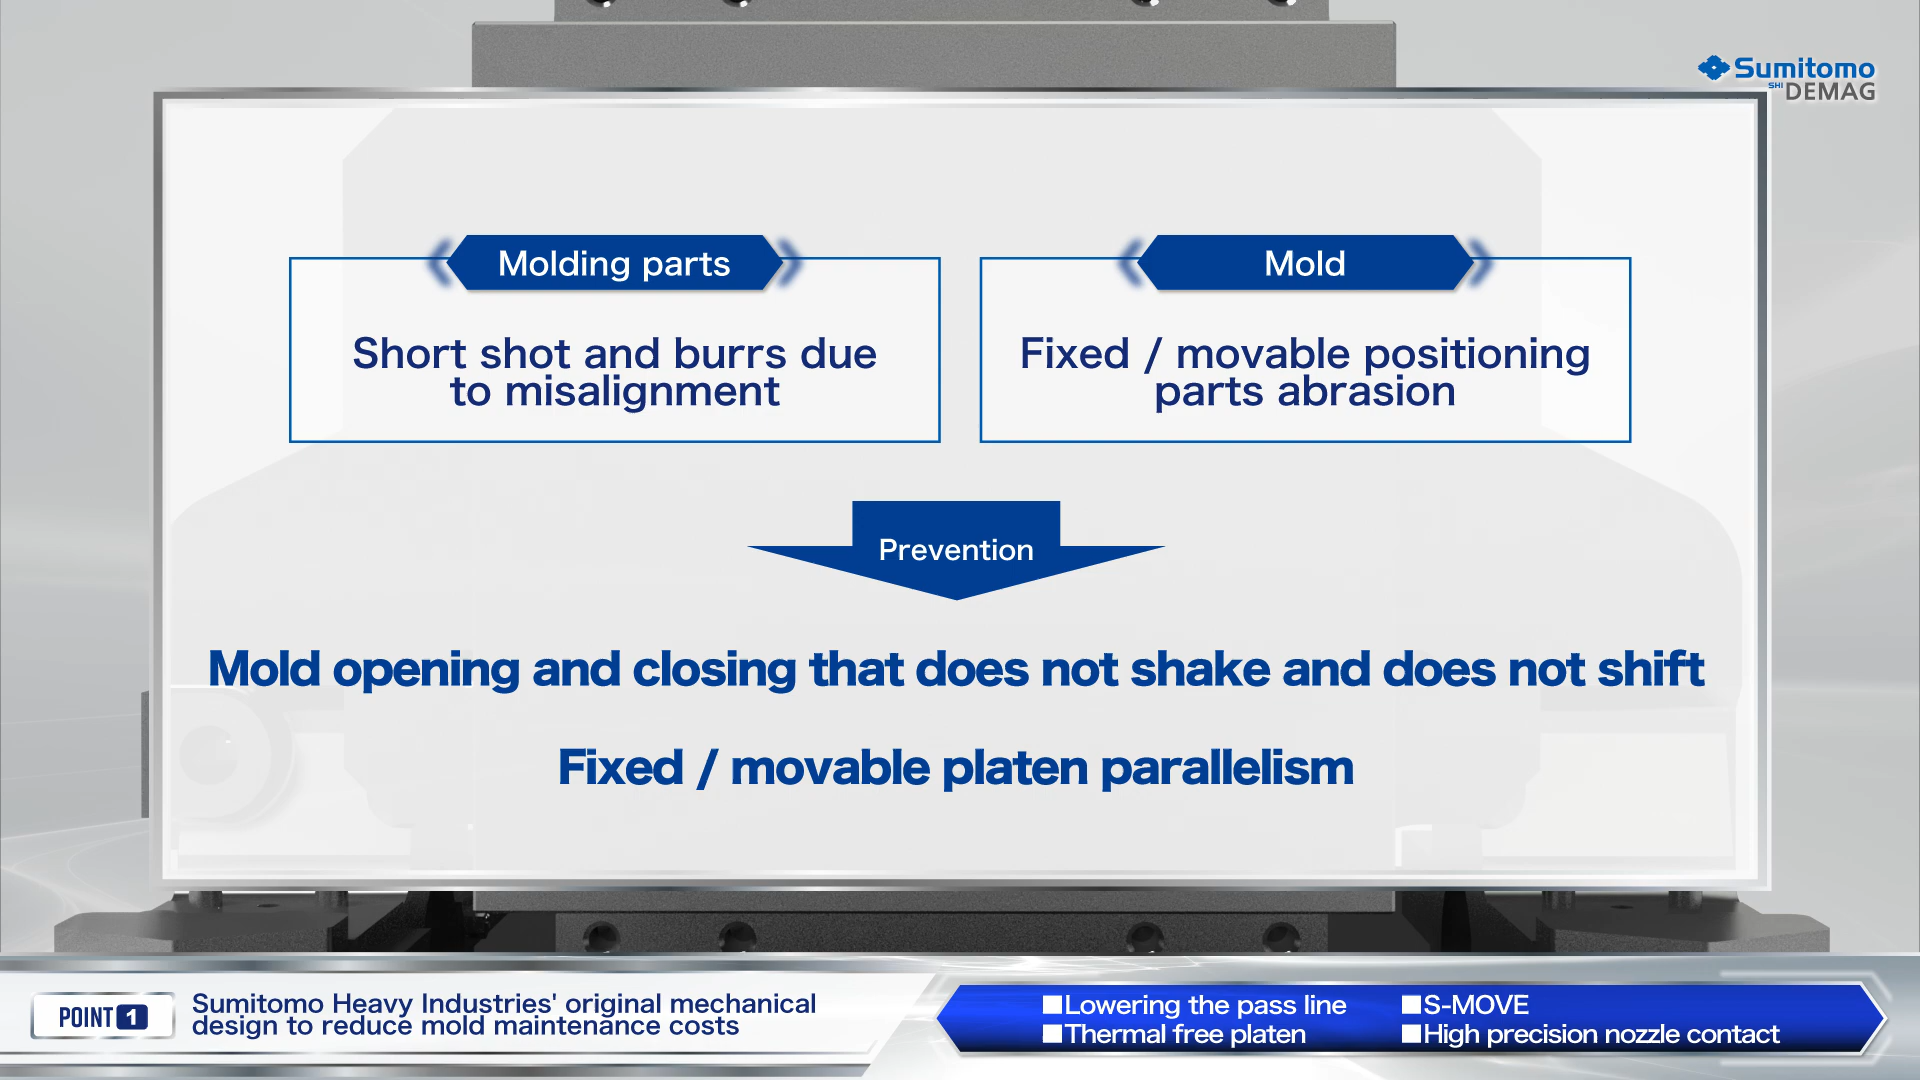 Sumitomo
SHI DEMAG
Molding parts
Short shot and burrs due
to misalignment
Mold
Fixed / movable positioning
parts abrasion
Prevention
Mold opening and closing that does not shake and does not shift
Fixed / movable platen parallelism
POINT 1
Sumitomo Heavy Industries' original mechanical
design to reduce mold maintenance costs
■Lowering the pass line
■S-MOVE
■Thermal free platen
■High precision nozzle contact